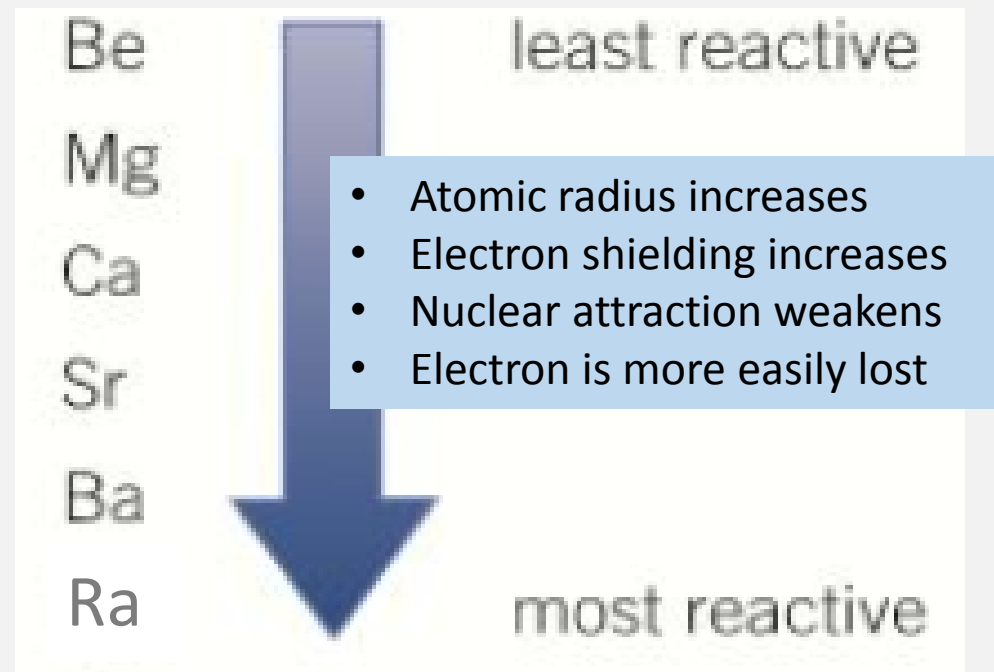 Be least reactive
Mg
• Atomic radius increases
Ca • Electron shielding increases
• Nuclear attraction weakens
Sr • Electron is more easily lost
Ba
Ra most reactive